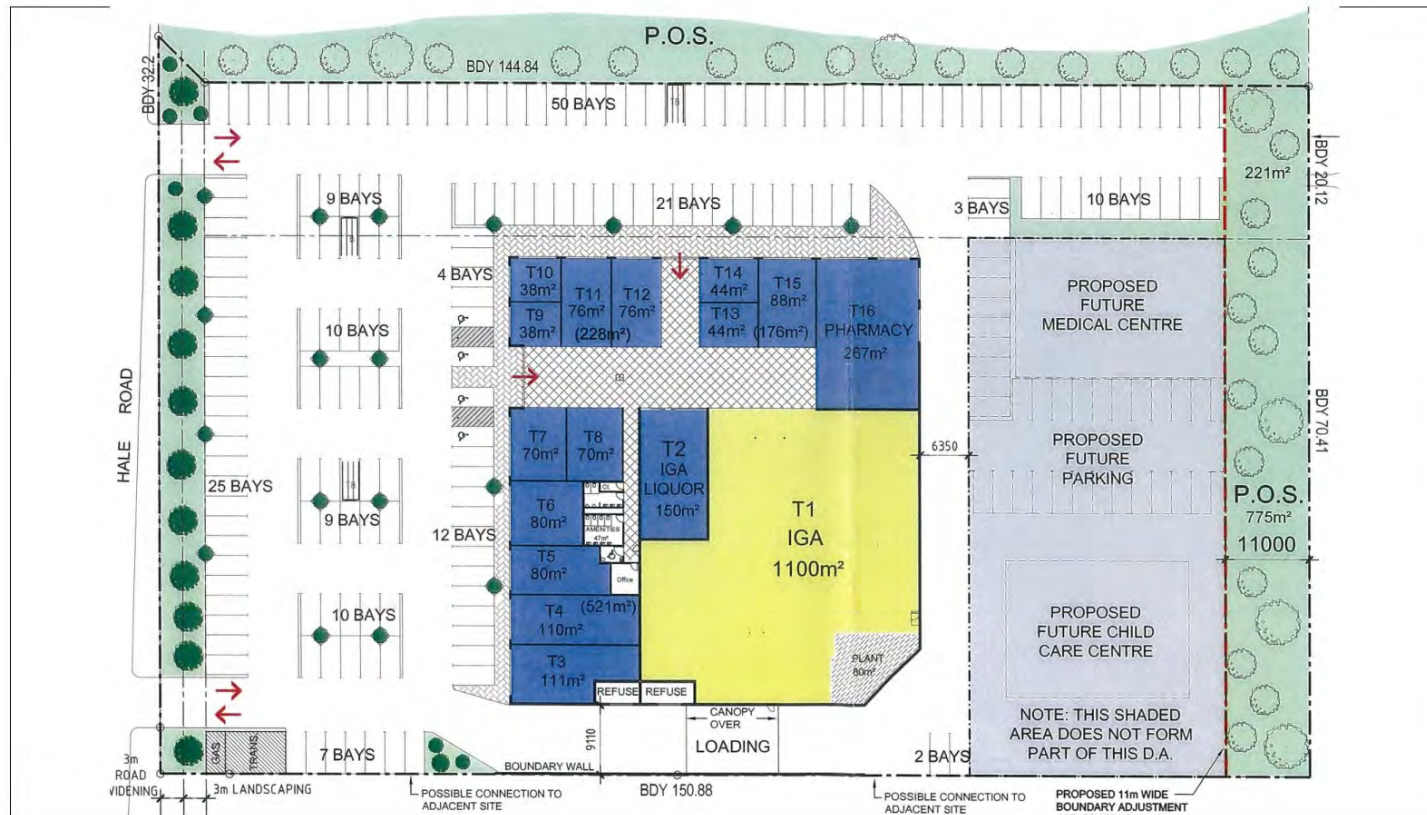 P.O.S.
BDY 144.84
BDY 32.2
50 BAYS
TB
BDY 20.12
221m²
9 BAYS
21 BAYS
3 BAYS
10 BAYS
4 BAYS
T10
38m²
T9
38m²
T11
76m²
T12
76m²
(228m²)
T14
44m²
T13
44m²
T15
88m²
(176m²)
T16
PHARMACY
267m²
PROPOSED
FUTURE
MEDICAL CENTRE
10 BAYS
HALE ROAD
BDY 70.41
T7
70m²
T8
70m²
T2
IGA
LIQUOR
150m²
6350
PROPOSED
FUTURE
PARKING
25 BAYS
TB
9 BAYS
T6
80m²
CL.
AMENITIES
47m²
T1
IGA
1100m²
P.O.S.
775m²
11000
12 BAYS
T5
80m²
Office
10 BAYS
(521m²)
T4
110m²
T3
111m²
PROPOSED
FUTURE CHILD
CARE CENTRE
PLANT
80m²
REFUSE
REFUSE
CANOPY
OVER
LOADING
9110
NOTE: THIS SHADED
AREA DOES NOT FORM
PART OF THIS D.A.
GAS
TRANS.
7 BAYS
BOUNDARY WALL
2 BAYS
3m
ROAD
WIDENING
3m LANDSCAPING
POSSIBLE CONNECTION TO
ADJACENT SITE
BDY 150.88
POSSIBLE CONNECTION TO
ADJACENT SITE
PROPOSED 11m WIDE
BOUNDARY ADJUSTMENT